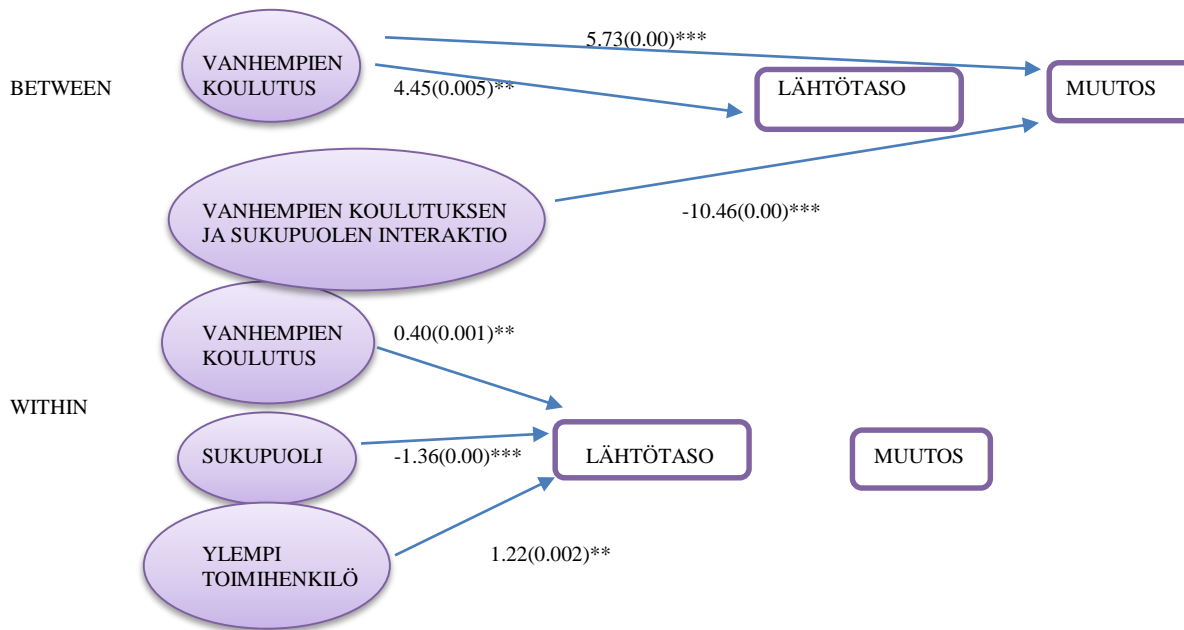 5.73(0.00)***
VANHEMPIEN
KOULUTUS
BETWEEN
4.45(0.005)**
LÄHTÖTASO
MUUTOS
VANHEMPIEN KOULUTUKSEN
JA SUKUPUOLEN INTERAKTIO
-10.46(0.00)***
VANHEMPIEN
KOULUTUS
0.40(0.001)**
WITHIN
SUKUPUOLI
-1.36(0.00)***
LÄHTÖTASO
MUUTOS
YLEMPI
TOIMIHENKILÖ
1.22(0.002)**